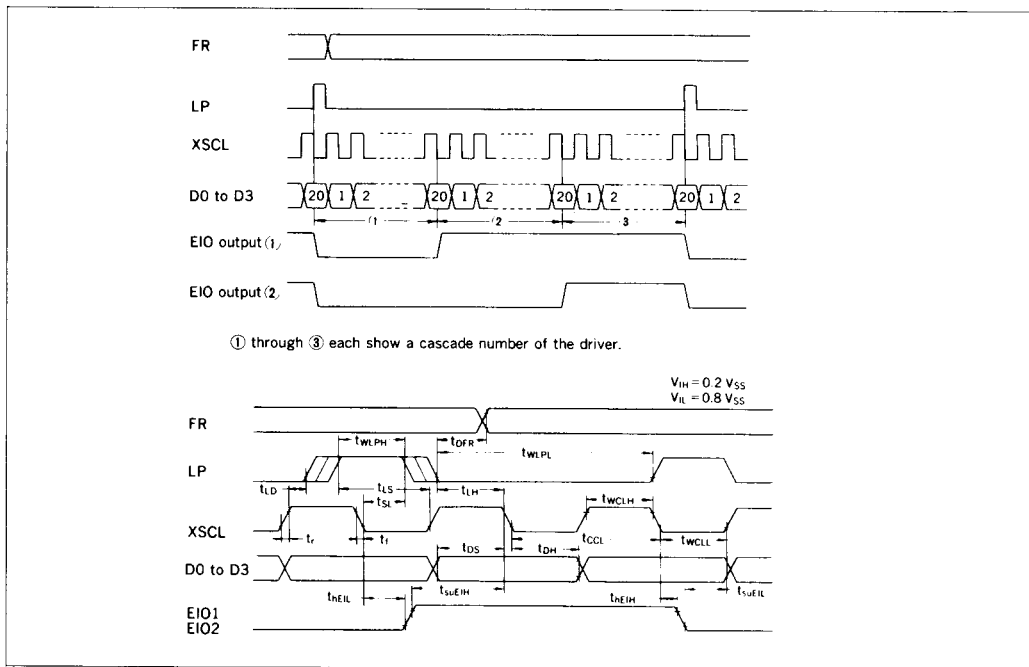 FR
LP
XSCL
D0 to D3 20 1 2 20 1 2 20 1 2 20 1 2
1 2 3
EIO output (1)
EIO output (2)
① through ③ each show a cascade number of the driver.
VIH = 0.2 VSS
VIL = 0.8 VSS
FR
tWLPH tDFR
tWLPL
LP
tLD tLS tLH
tSL tWCLH
XSCL
tr tf tCCL tWCLL
tDS tDH
D0 to D3
thEIL tsuEIH thEIH tsuEIL
EIO1
EIO2